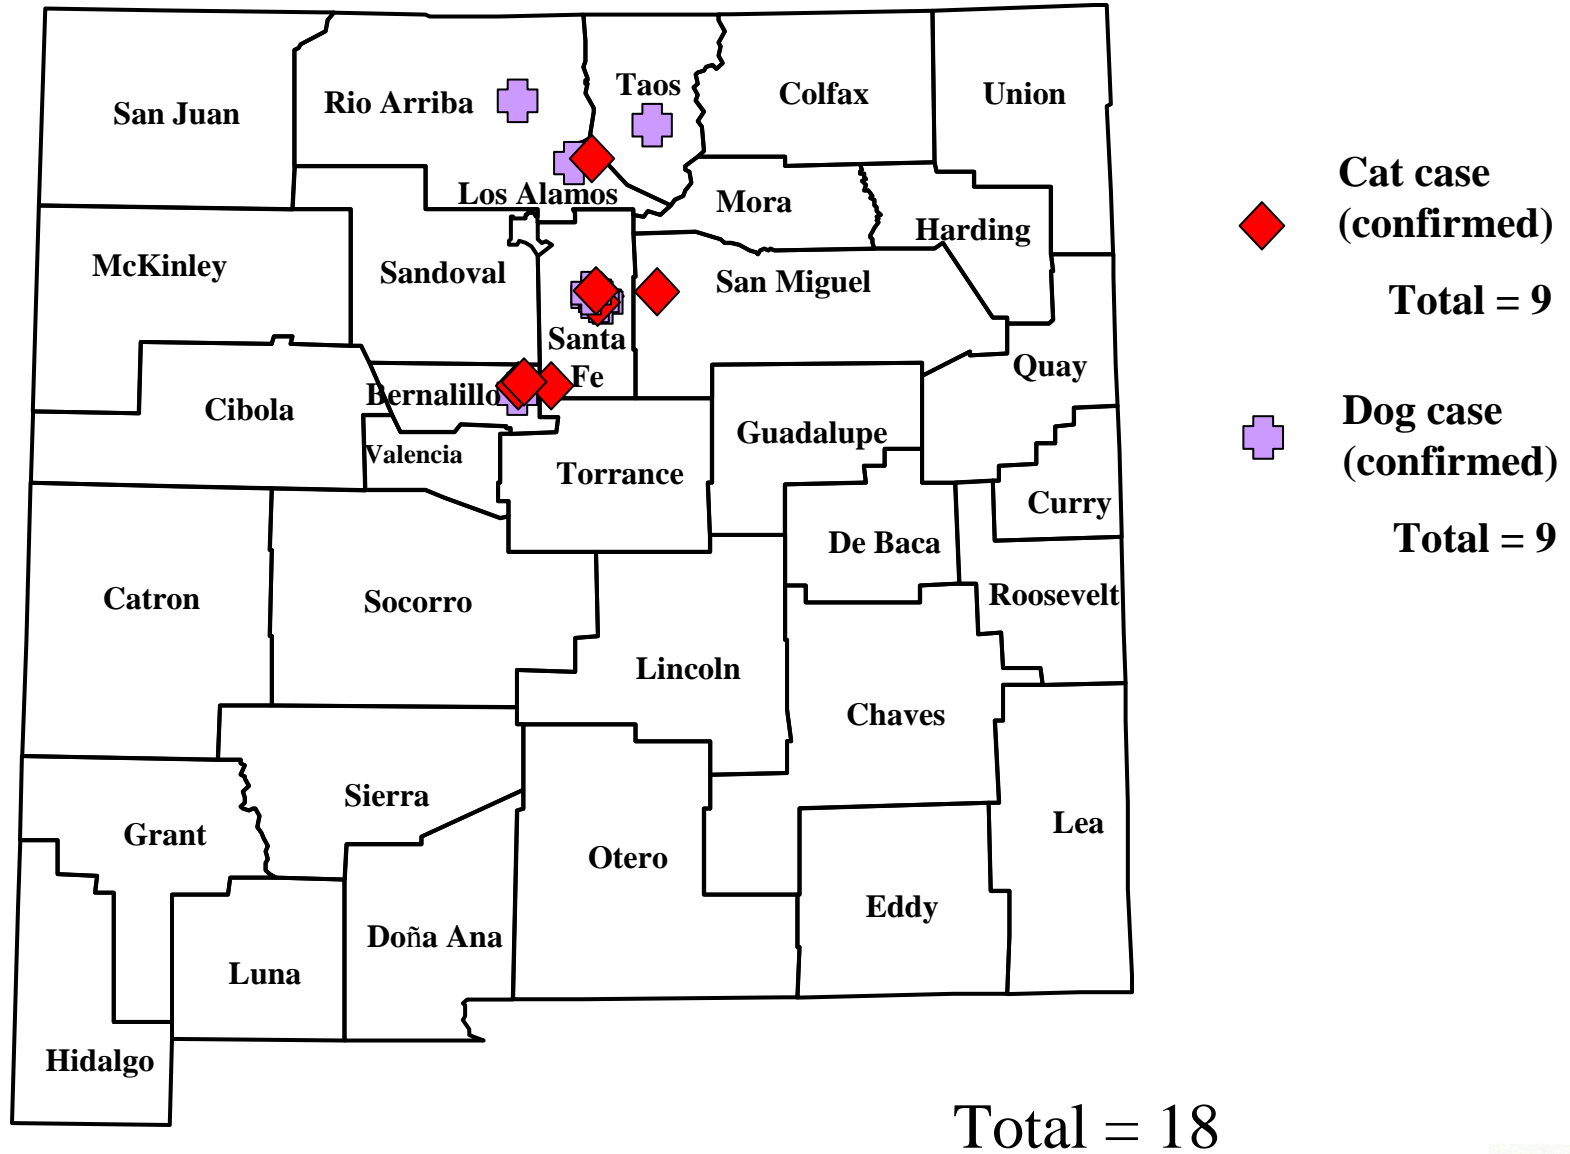 San Juan
Rio Arriba
Taos
Colfax
Union
Los Alamos
Mora
Harding
McKinley
Sandoval
San Miguel
Santa
Fe
Quay
Bernalillo
Cibola
Valencia
Torrance
Guadalupe
Curry
De Baca
Roosevelt
Catron
Socorro
Lincoln
Chaves
Sierra
Grant
Otero
Lea
Eddy
Doña Ana
Luna
Hidalgo
Cat case
(confirmed)
Total = 9
Dog case
(confirmed)
Total = 9
Total = 18